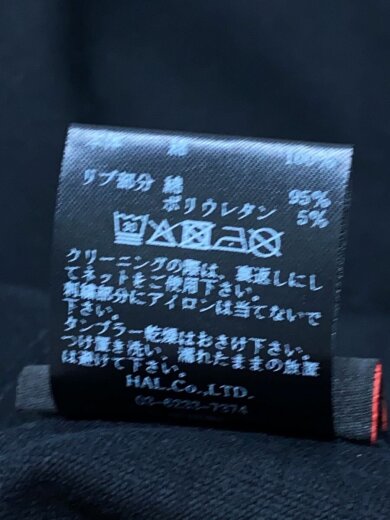 綿 100%
リブ部分 綿 95%
ポリウレタン 5%
クリーニングの際は、裏返しにし
てネットをご使用下さい。
刺繍部分にアイロンは当てないで
下さい。
タンブラー乾燥はおさけ下さい。
つけ置き洗い、濡れたままの放置
は避けて下さい。
HAL.Co.,LTD.